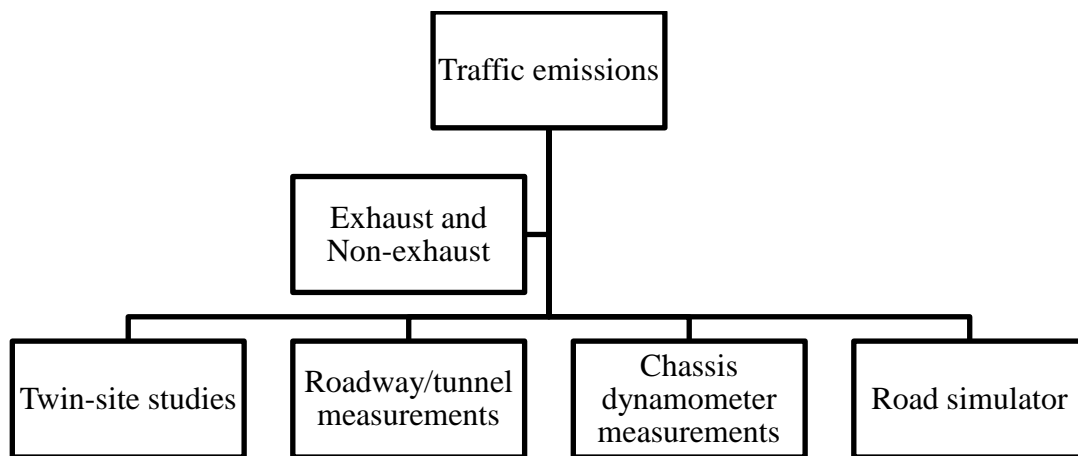 Traffic emissions
Exhaust and
Non-exhaust
Twin-site studies
Roadway/tunnel
measurements
Chassis
dynamometer
measurements
Road simulator